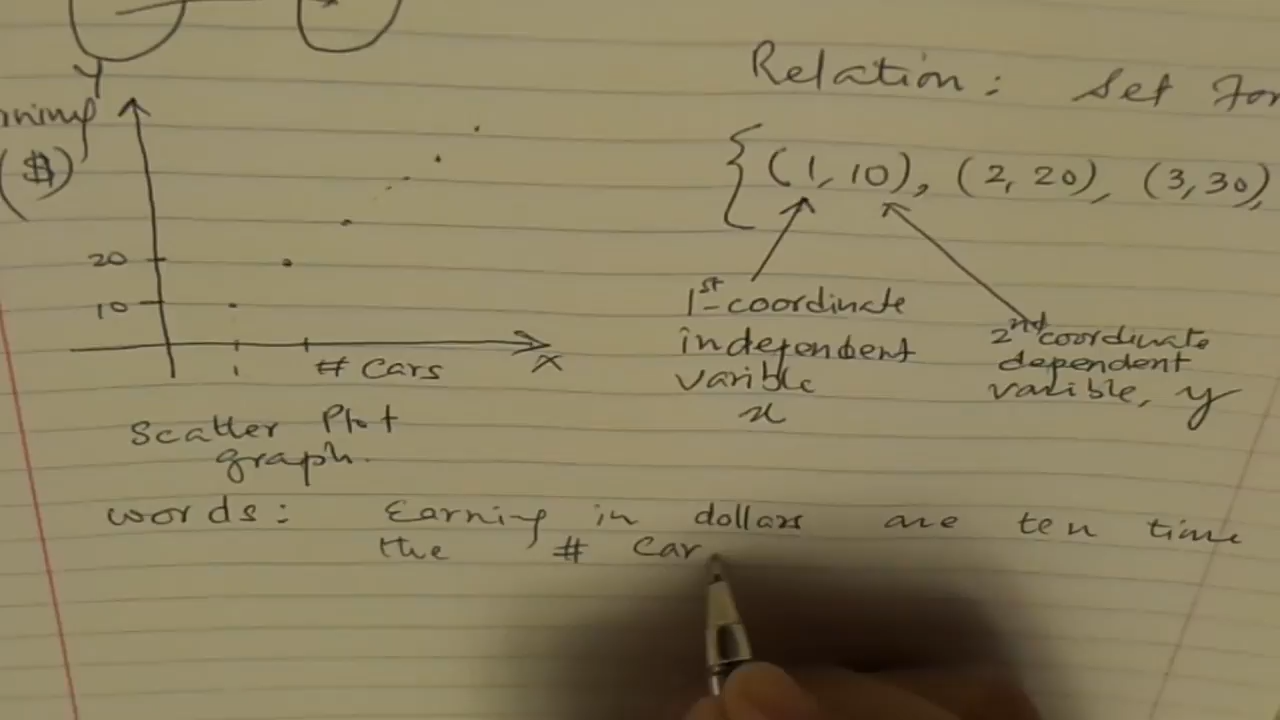 Y
($)
20
10
1
# Cars
X
Scatter Plot
graph.
Relation: Set For
{(1, 10), (2, 20), (3, 30),
1st-coordinate
independent
varible
x
2nd coordinate
dependent
varible, y
words: Earning in dollars are ten time
the # Car